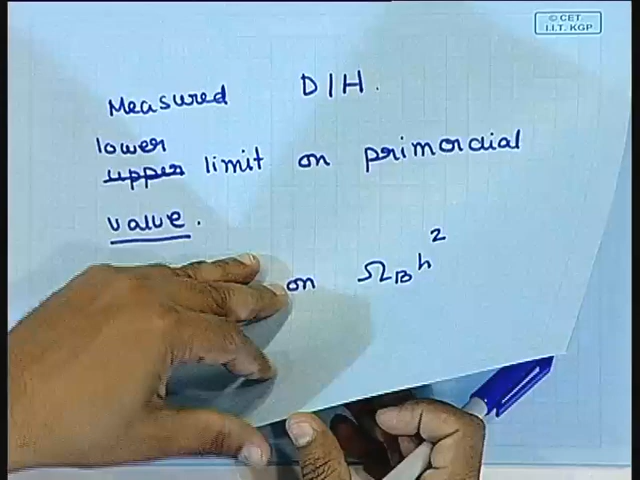 © CET
I.I.T. KGP
Measured D/H.
lower
upper limit on primordial
value.
on Ω_B h²